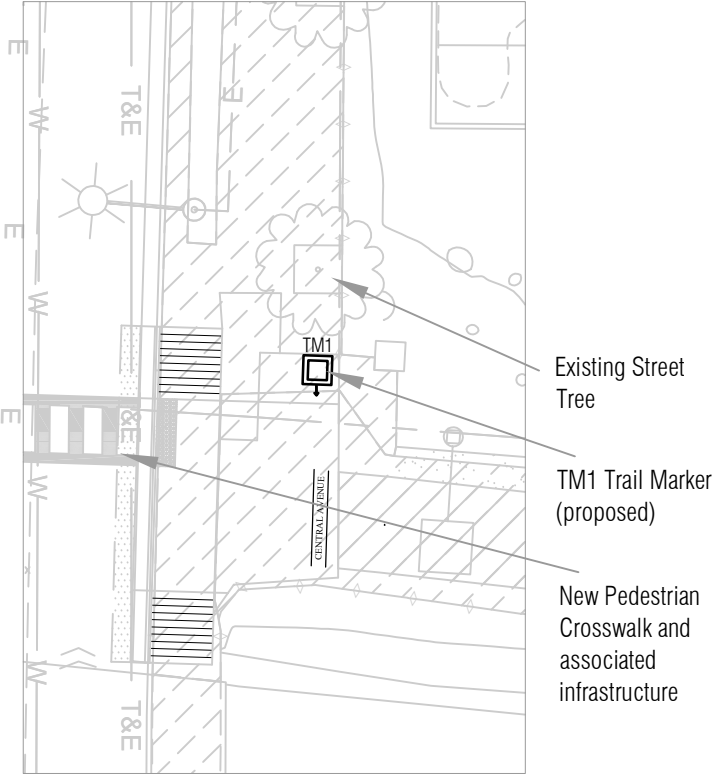 E
W
T&E
E
E
W
TM1
Existing Street
Tree
E
T&E
TM1 Trail Marker
(proposed)
W
CENTRAL AVENUE
New Pedestrian
Crosswalk and
associated
infrastructure
W
T&E